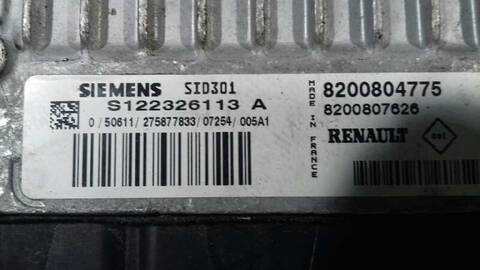 SIEMENS SID301
S122326113 A
0/50611/275877833/07254/005A1
MADE IN FRANCE
8200804775
8200807626
RENAULT